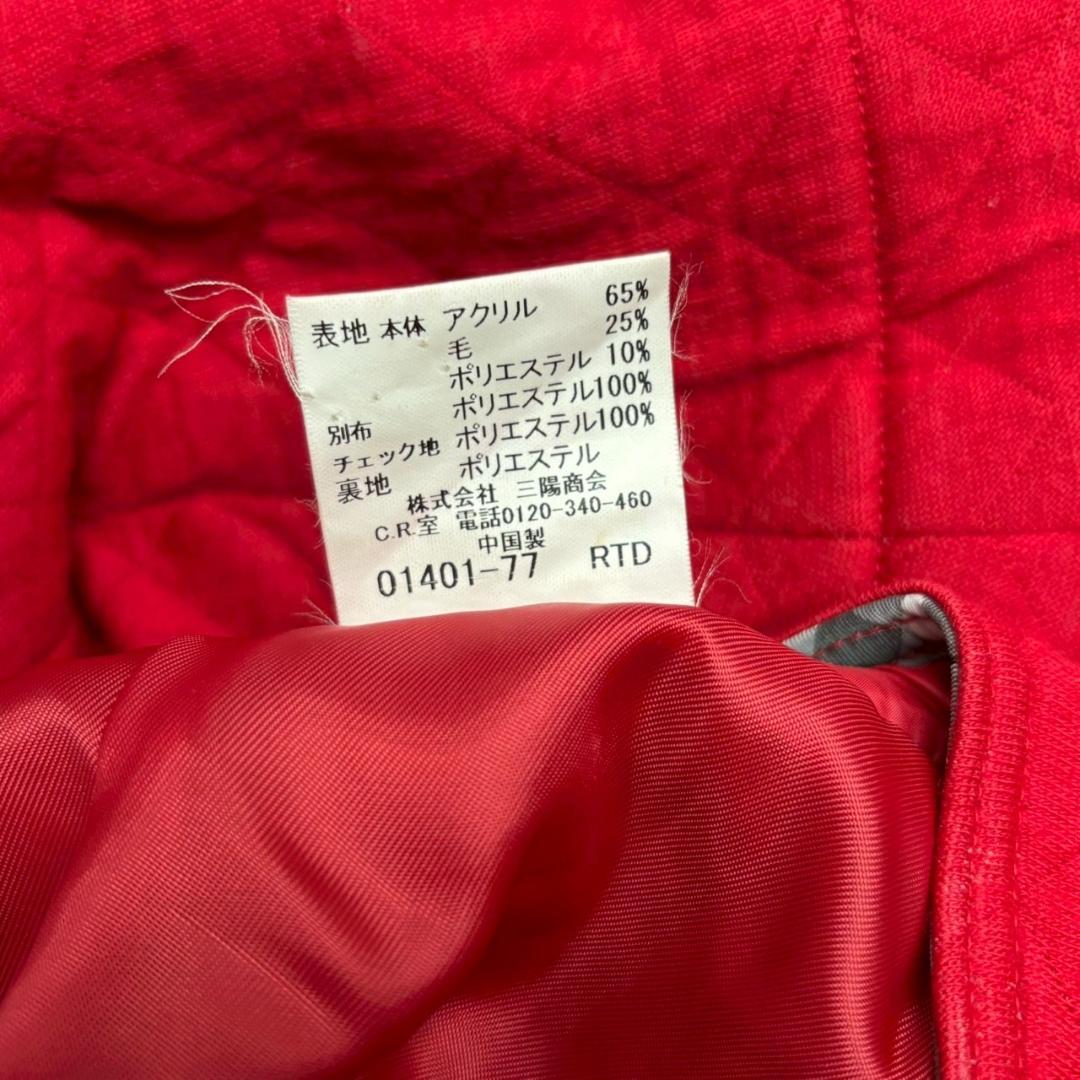 表地 本体 アクリル 65%
毛 25%
ポリエステル 10%
別布 ポリエステル100%
チェック地 ポリエステル100%
裏地 ポリエステル
株式会社 三陽商会
C.R.室 電話0120-340-460
中国製
01401-77 RTD